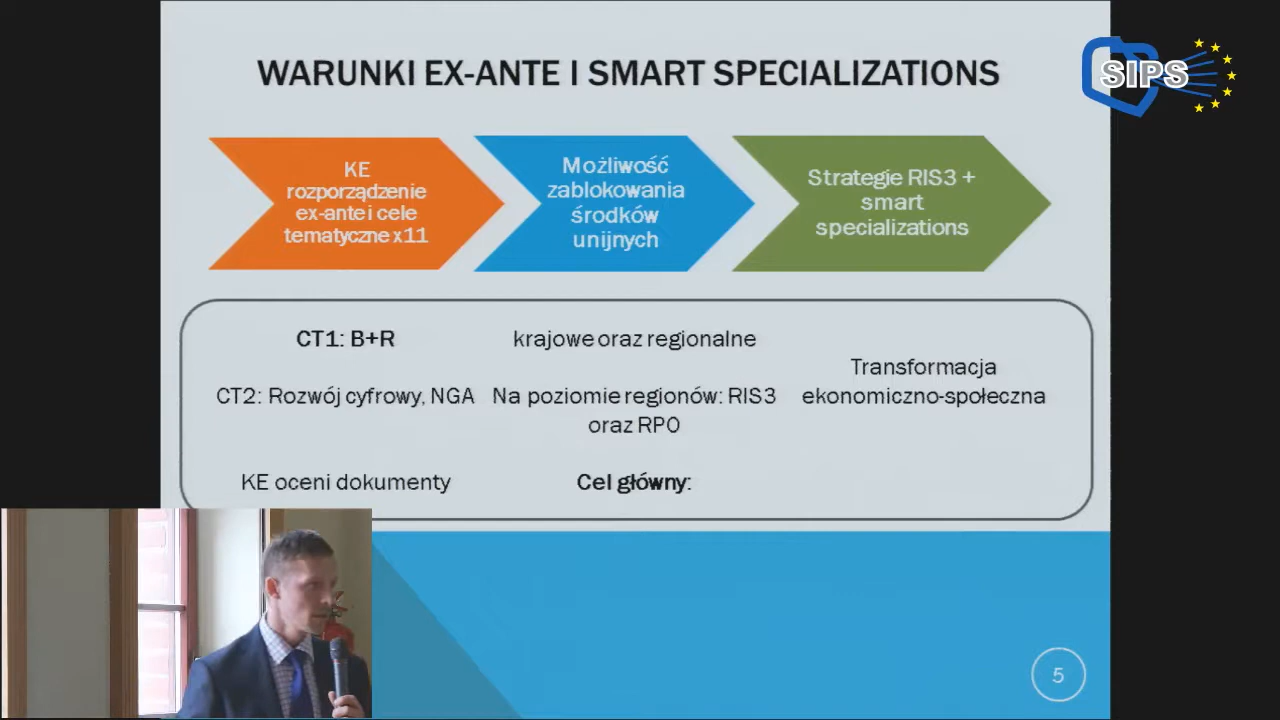 WARUNKI EX-ANTE I SMART SPECIALIZATIONS
SIPS
KE
rozporządzenie
ex-ante i cele
tematyczne x11
Możliwość
zablokowania
środków
unijnych
Strategie RIS3 +
smart
specializations
CT1: B+R
CT2: Rozwój cyfrowy, NGA
KE oceni dokumenty
krajowe oraz regionalne
Na poziomie regionów: RIS3
oraz RPO
Cel główny:
Transformacja
ekonomiczno-społeczna
5